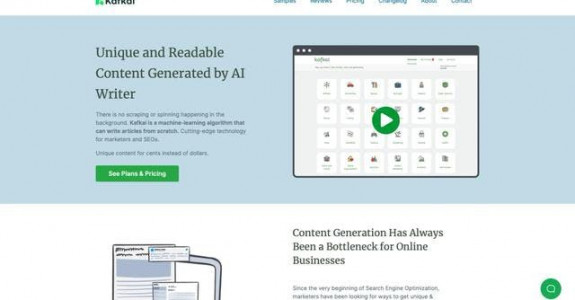 Kafkai
Samples Reviews Pricing Changelog About Contact
Unique and Readable
Content Generated by AI
Writer
There is no scraping or spinning happening in the
background. Kafkai is a machine-learning algorithm that
can write articles from scratch. Cutting-edge technology
for marketers and SEOs.
Unique content for cents instead of dollars.
See Plans & Pricing
kafkai
Content Generation Has Always
Been a Bottleneck for Online
Businesses
Since the very beginning of Search Engine Optimization,
marketers have been looking for ways to get unique &